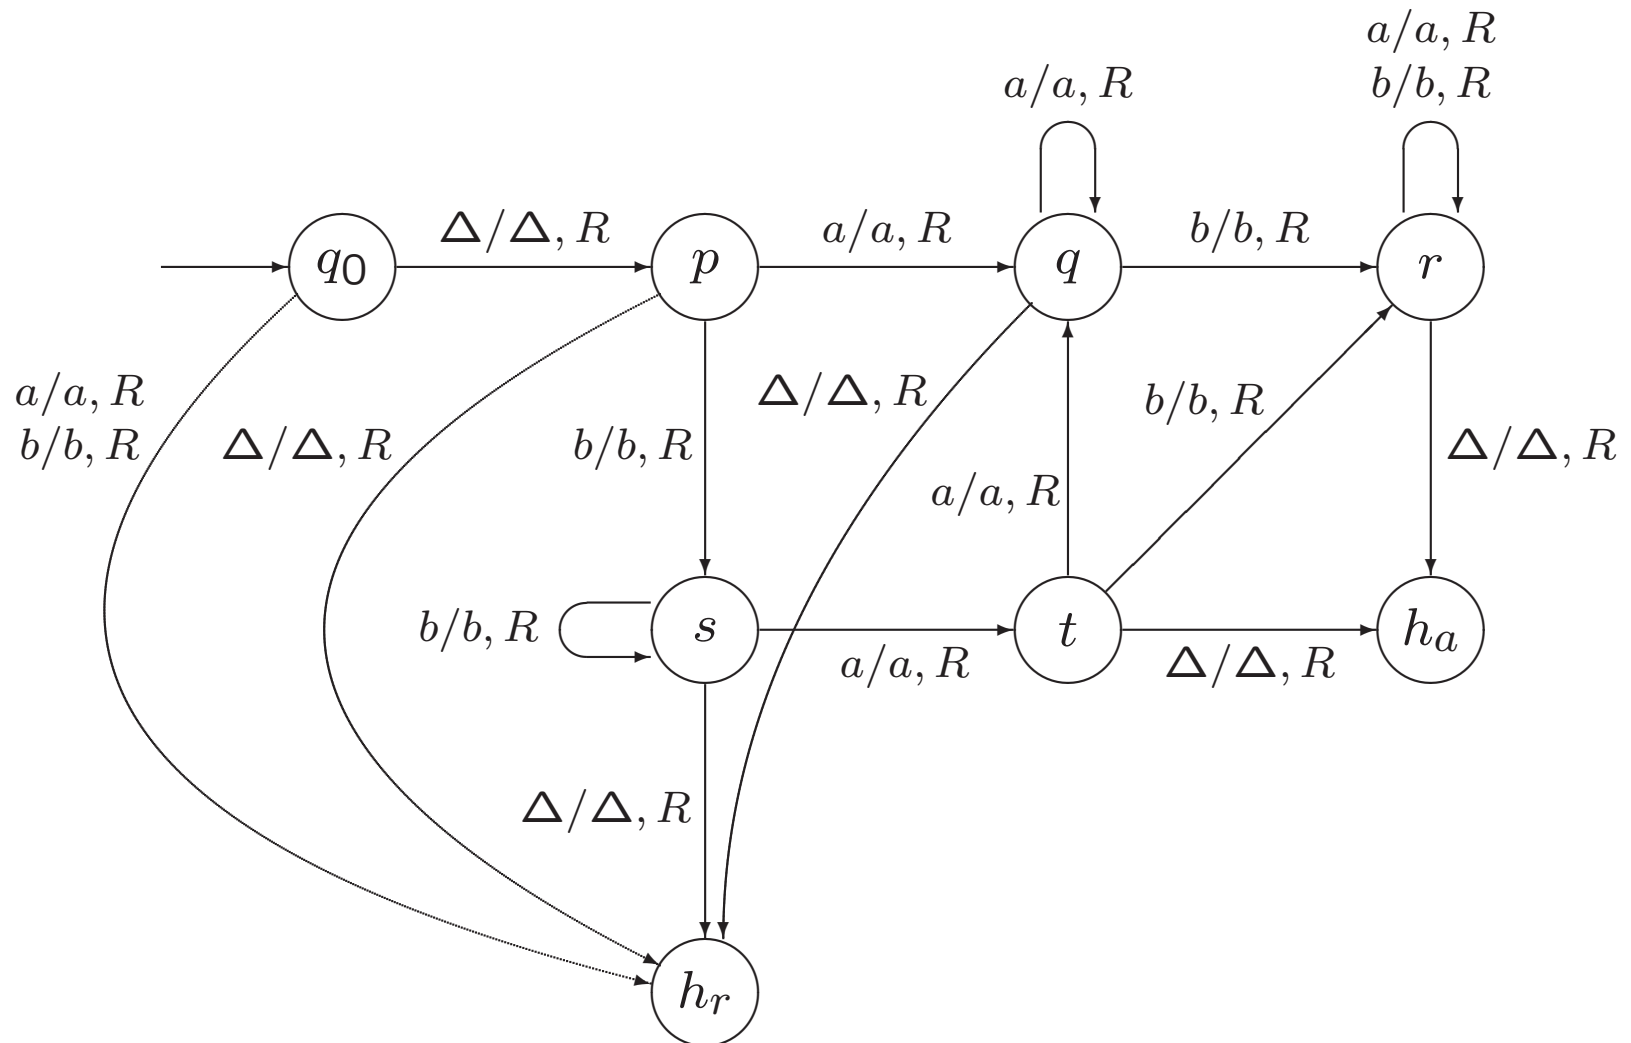 a/a, R
b/b, R
a/a, R
Δ/Δ, R
a/a, R
b/b, R
q0
p
q
r
a/a, R
b/b, R
Δ/Δ, R
b/b, R
Δ/Δ, R
b/b, R
a/a, R
Δ/Δ, R
b/b, R
s
a/a, R
t
Δ/Δ, R
ha
Δ/Δ, R
hr